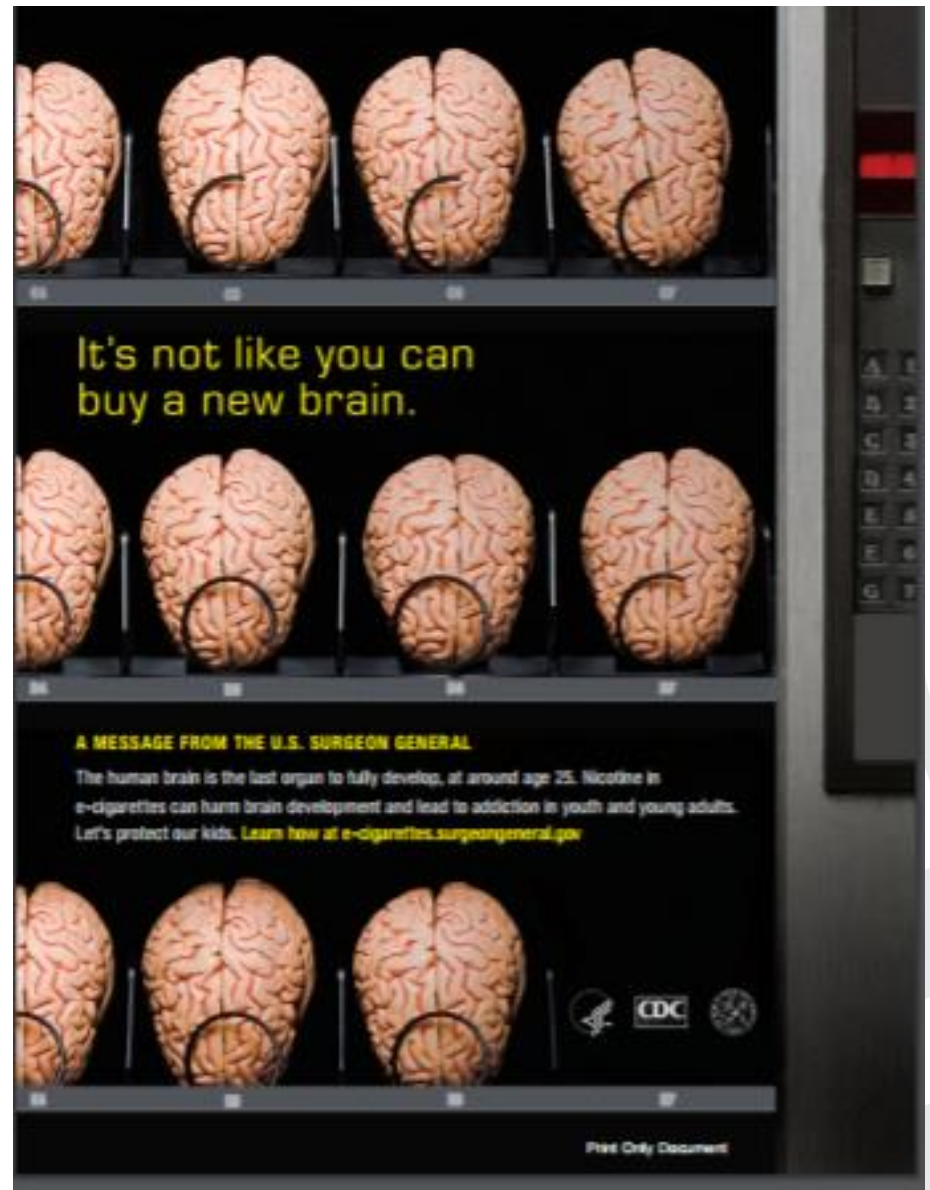 It's not like you can
buy a new brain.
A MESSAGE FROM THE U.S. SURGEON GENERAL
The human brain is the last organ to fully develop, at around age 25. Nicotine in
e-cigarettes can harm brain development and lead to addiction in youth and young adults.
Let's protect our kids. Learn how at e-cigarettes.surgeongeneral.gov
CDC
Print Only Document
A
C
E
G